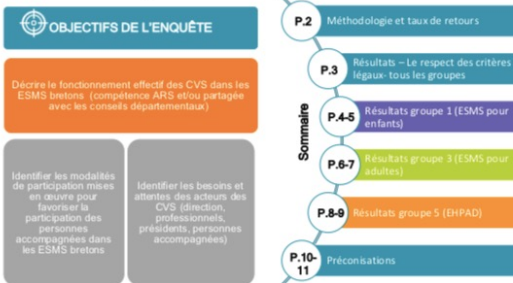 OBJECTIFS DE L'ENQUÊTE
Décrire le fonctionnement effectif des CVS dans les
ESMS bretons (compétence ARS et/ou partagée
avec les conseils départementaux)
Identifier les modalités
de participation mises
en œuvre pour
favoriser la
participation des
personnes
accompagnées dans
les ESMS bretons
Identifier les besoins et
attentes des acteurs des
CVS (direction,
professionnels,
présidents, personnes
accompagnées)
Sommaire
P.2 Méthodologie et taux de retours
P.3 Résultats – Le respect des critères
légaux- tous les groupes
P.4-5 Résultats groupe 1 (ESMS pour
enfants)
P.6-7 Résultats groupe 3 (ESMS pour
adultes)
P.8-9 Résultats groupe 5 (EHPAD)
P.10-
11 Préconisations